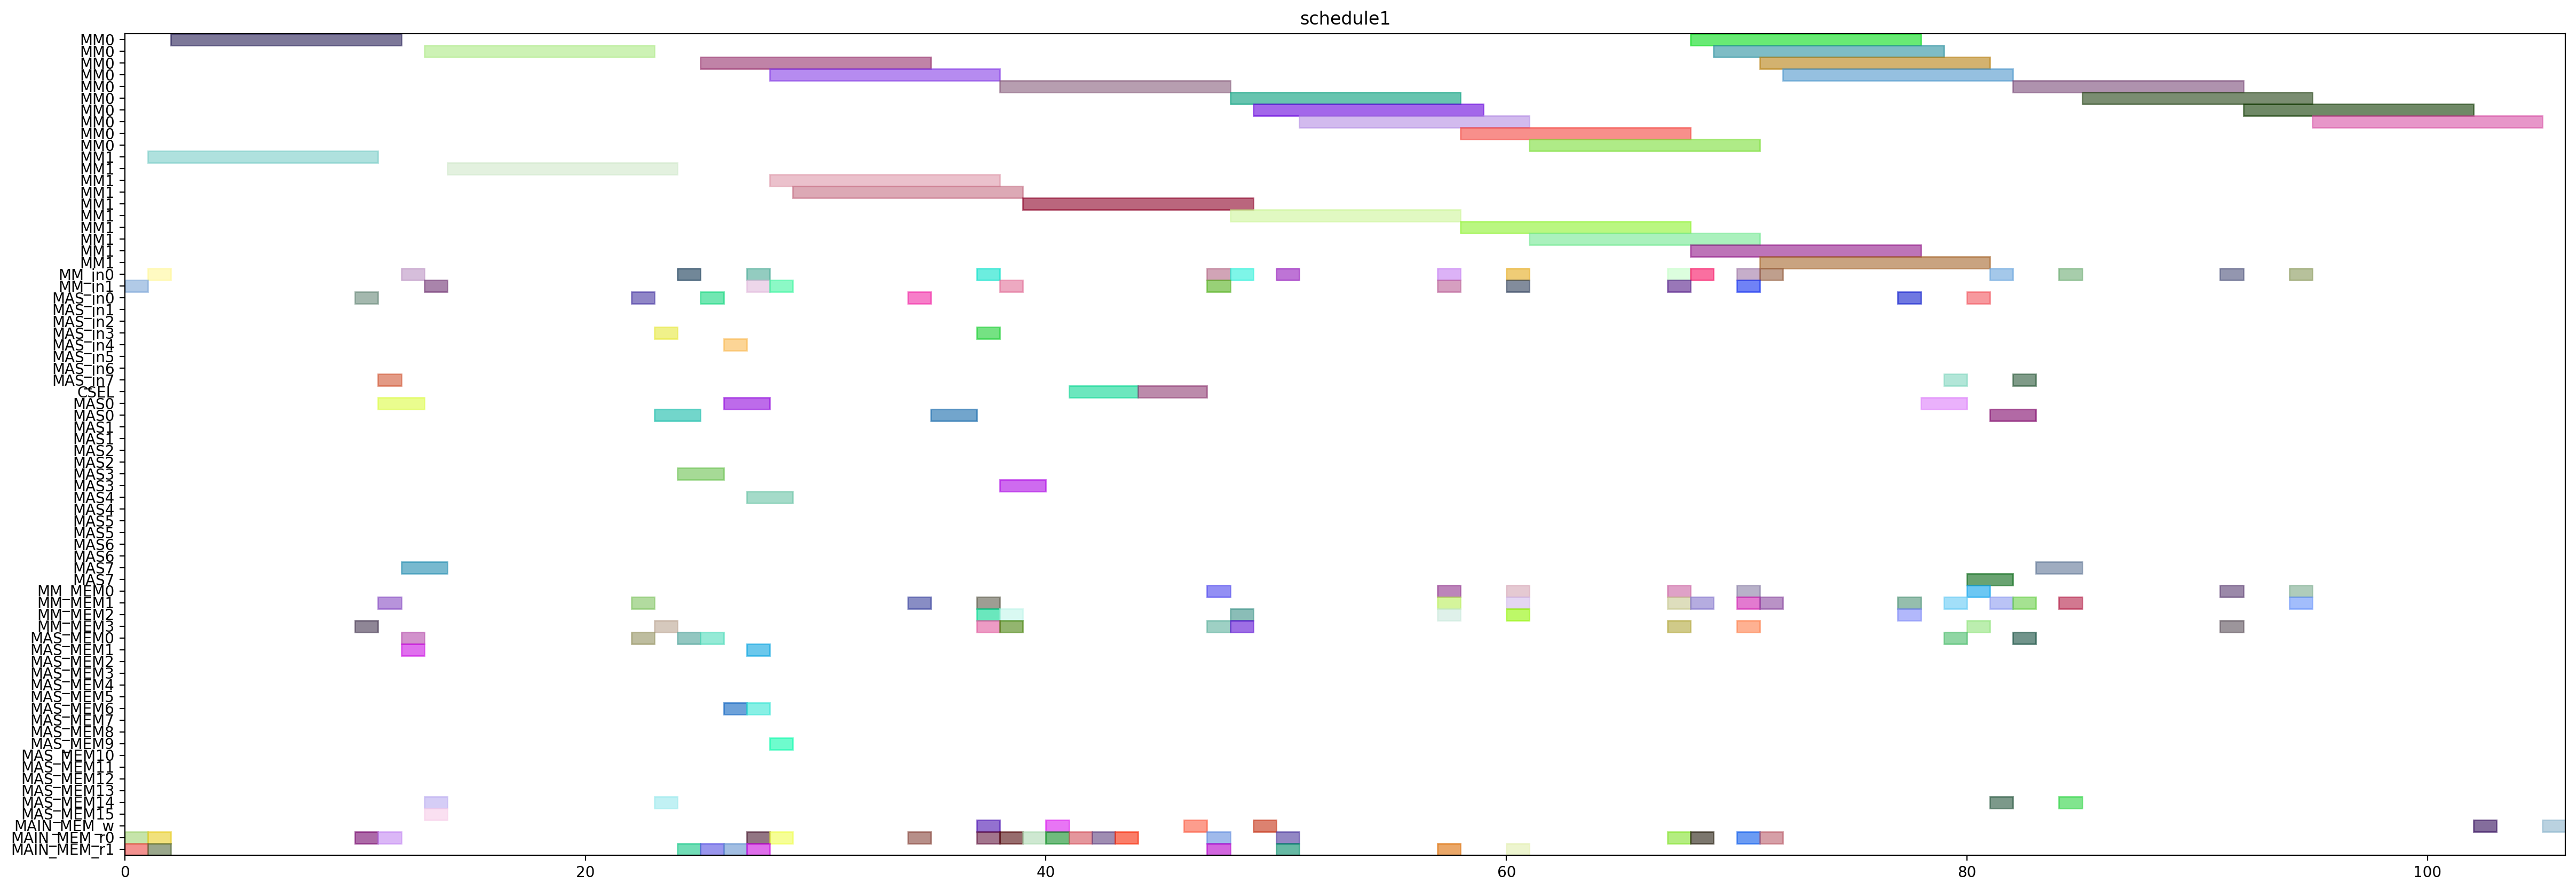 schedule1
MM0
MM0
MM0
MM0
MM0
MM0
MM0
MM0
MM0
MM0
MM1
MM1
MM1
MM1
MM1
MM1
MM1
MM1
MM1
MM1
MM_in0
MM_in1
MAS_in0
MAS_in1
MAS_in2
MAS_in3
MAS_in4
MAS_in5
MAS_in6
MAS_in7
CSEL
MAS0
MAS0
MAS1
MAS1
MAS2
MAS2
MAS3
MAS3
MAS4
MAS4
MAS5
MAS5
MAS6
MAS6
MAS7
MAS7
MM_MEM0
MM_MEM1
MM_MEM2
MM_MEM3
MAS_MEM0
MAS_MEM1
MAS_MEM2
MAS_MEM3
MAS_MEM4
MAS_MEM5
MAS_MEM6
MAS_MEM7
MAS_MEM8
MAS_MEM9
MAS_MEM10
MAS_MEM11
MAS_MEM12
MAS_MEM13
MAS_MEM14
MAS_MEM15
MAIN_MEM_w
MAIN_MEM_r0
MAIN_MEM_r1
0 20 40 60 80 100